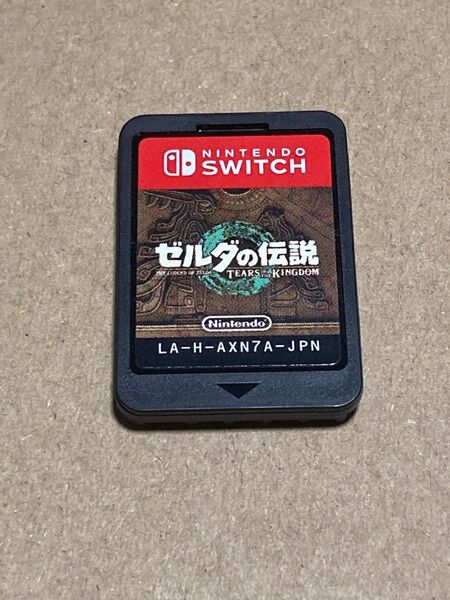 NINTENDO
SWITCH
ゼルダの伝説
THE LEGEND OF ZELDA
TEARS OF THE KINGDOM
Nintendo
LA-H-AXN7A-JPN